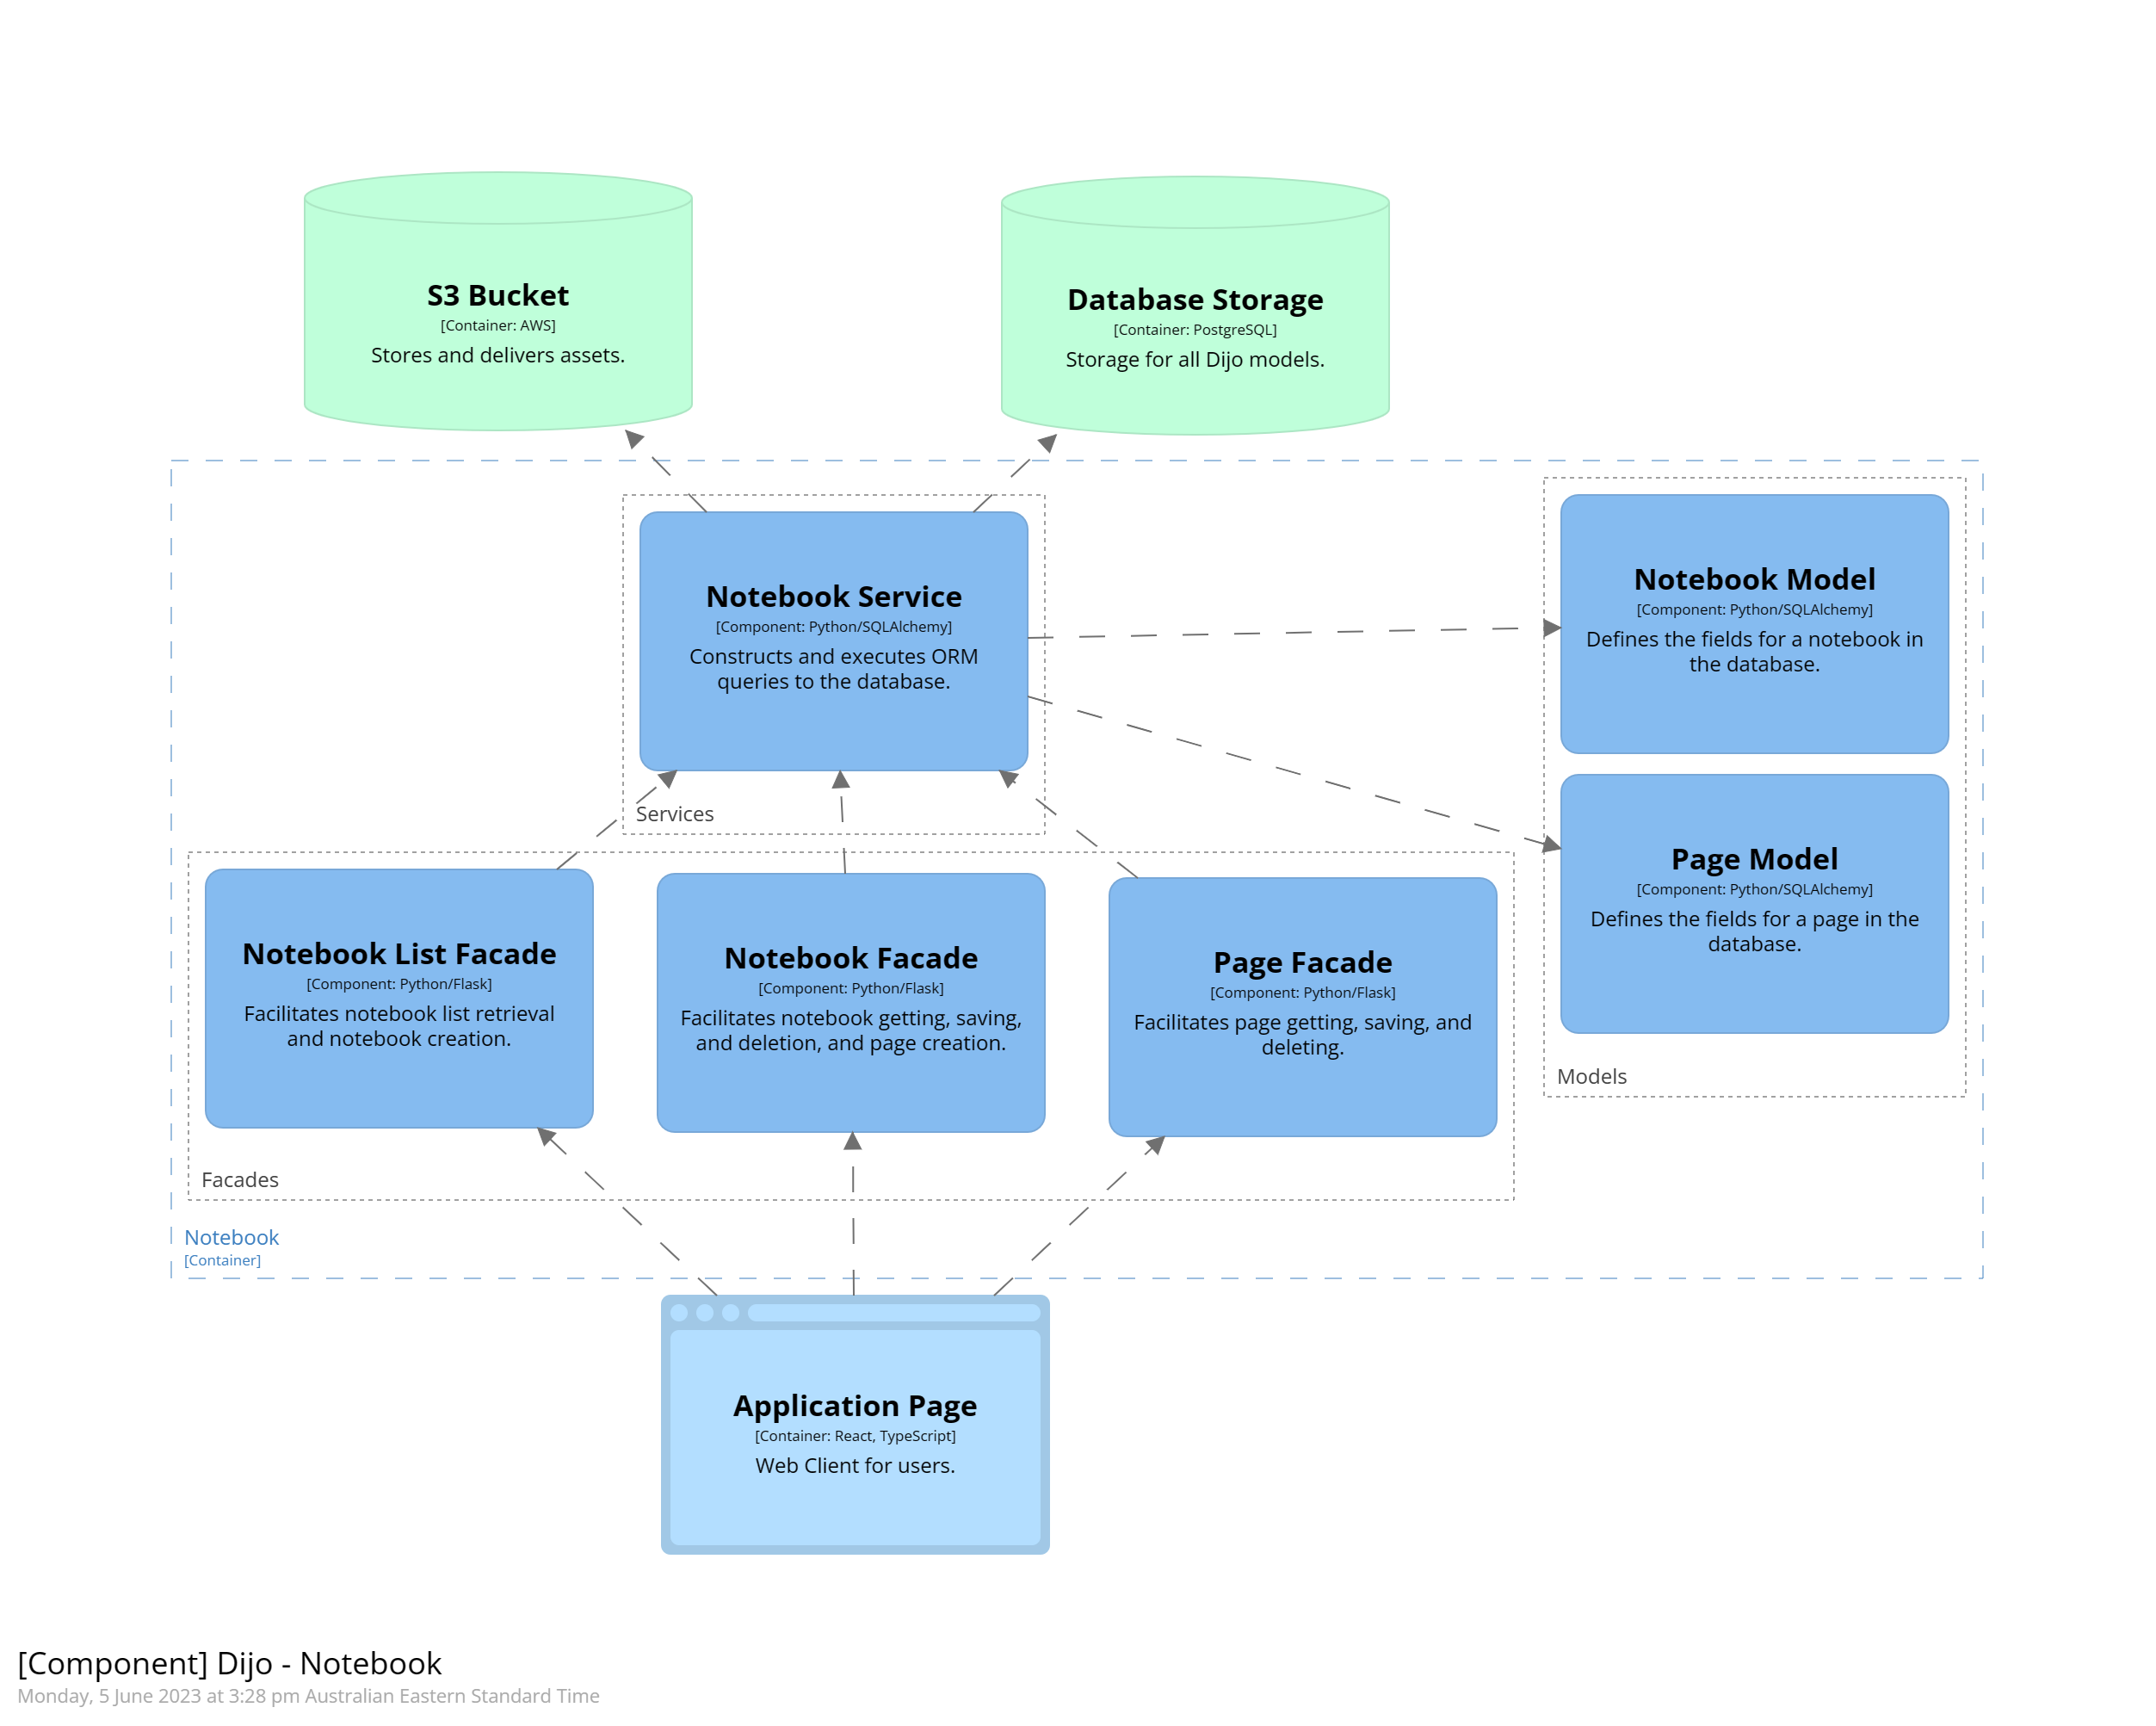 S3 Bucket
[Container: AWS]
Stores and delivers assets.
Database Storage
[Container: PostgreSQL]
Storage for all Dijo models.
Notebook Service
[Component: Python/SQLAlchemy]
Constructs and executes ORM
queries to the database.
Services
Notebook Model
[Component: Python/SQLAlchemy]
Defines the fields for a notebook in
the database.
Page Model
[Component: Python/SQLAlchemy]
Defines the fields for a page in the
database.
Models
Notebook List Facade
[Component: Python/Flask]
Facilitates notebook list retrieval
and notebook creation.
Notebook Facade
[Component: Python/Flask]
Facilitates notebook getting, saving,
and deletion, and page creation.
Page Facade
[Component: Python/Flask]
Facilitates page getting, saving, and
deleting.
Facades
Notebook
[Container]
Application Page
[Container: React, TypeScript]
Web Client for users.
[Component] Dijo - Notebook
Monday, 5 June 2023 at 3:28 pm Australian Eastern Standard Time